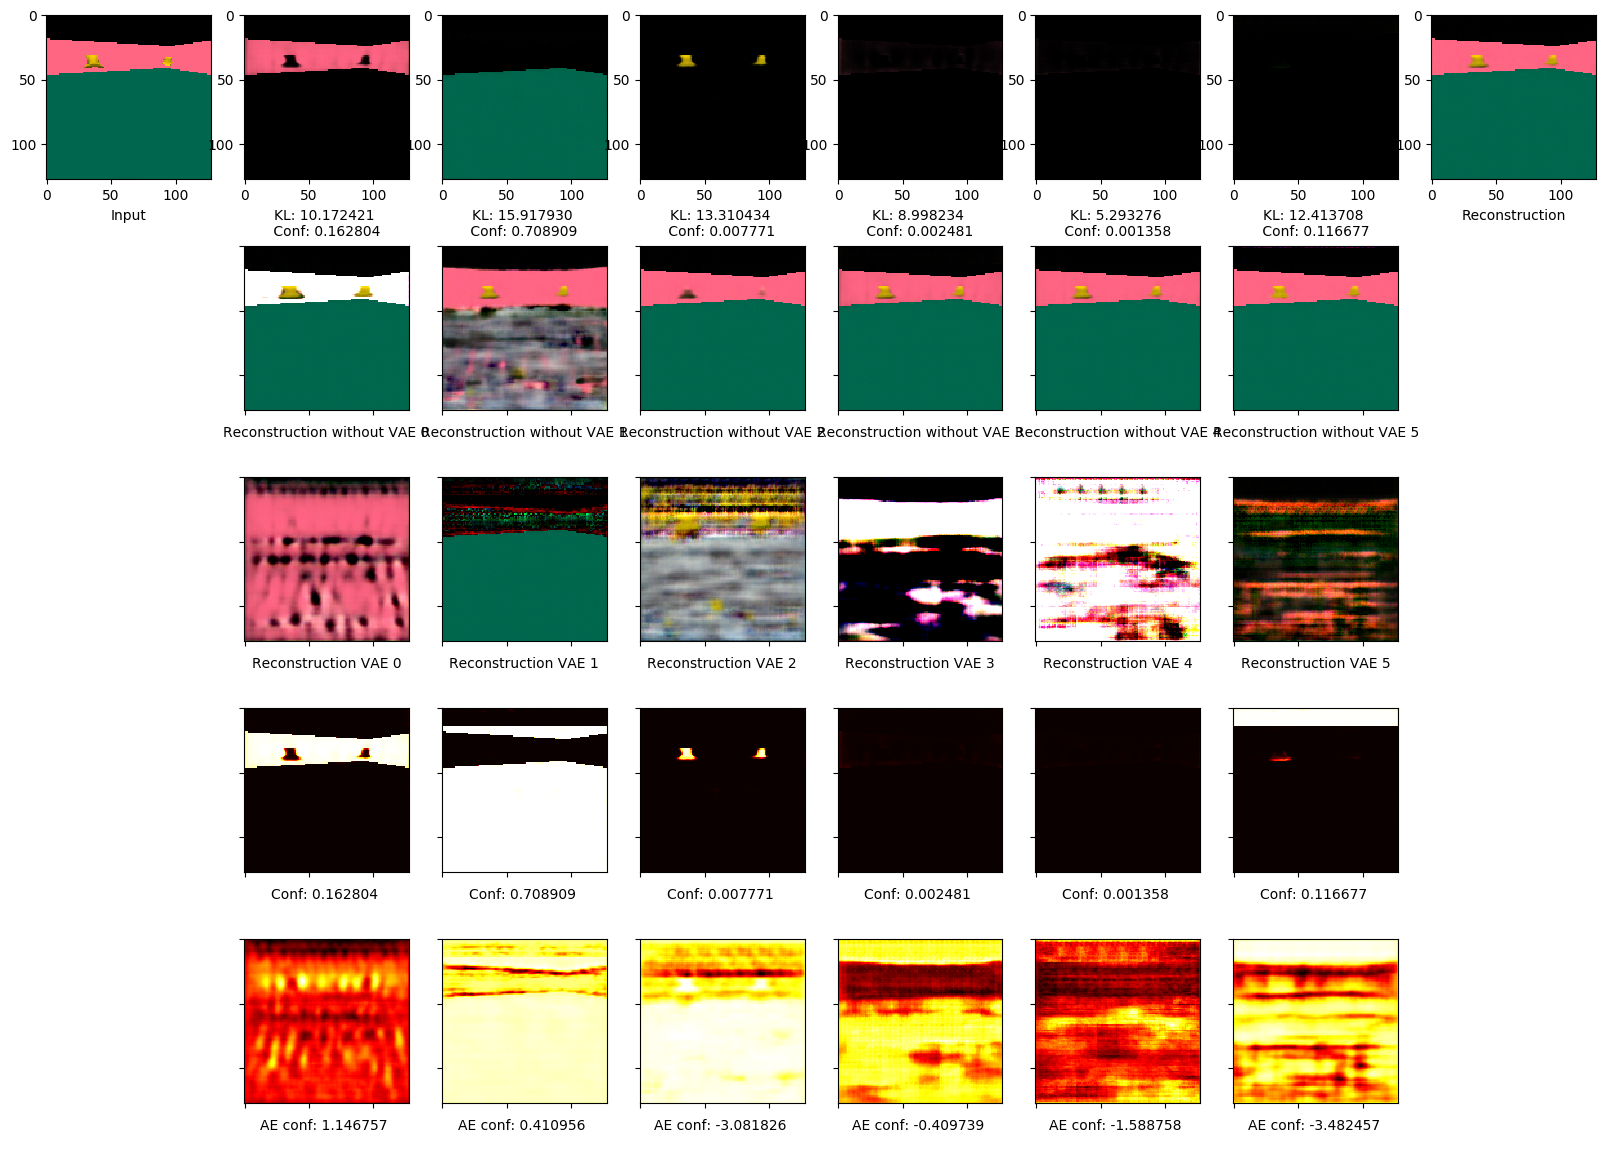 0
50
100
0
50
100
Input
0
50
100
0
50
100
KL: 10.172421
Conf: 0.162804
0
50
100
0
50
100
KL: 15.917930
Conf: 0.708909
0
50
100
0
50
100
KL: 13.310434
Conf: 0.007771
0
50
100
0
50
100
KL: 8.998234
Conf: 0.002481
0
50
100
0
50
100
KL: 5.293276
Conf: 0.001358
0
50
100
0
50
100
KL: 12.413708
Conf: 0.116677
0
50
100
0
50
100
Reconstruction
Reconstruction without VAE 0
Reconstruction without VAE 1
Reconstruction without VAE 2
Reconstruction without VAE 3
Reconstruction without VAE 4
Reconstruction without VAE 5
Reconstruction VAE 0
Reconstruction VAE 1
Reconstruction VAE 2
Reconstruction VAE 3
Reconstruction VAE 4
Reconstruction VAE 5
Conf: 0.162804
Conf: 0.708909
Conf: 0.007771
Conf: 0.002481
Conf: 0.001358
Conf: 0.116677
AE conf: 1.146757
AE conf: 0.410956
AE conf: -3.081826
AE conf: -0.409739
AE conf: -1.588758
AE conf: -3.482457